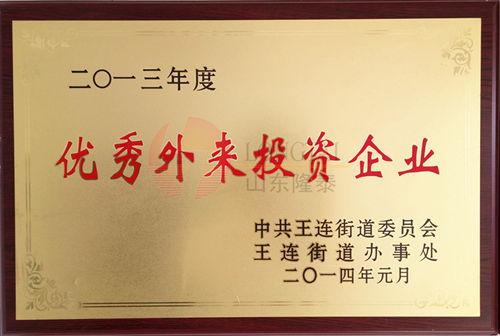 二〇一三年度
优秀外来投资企业
山东隆泰
中共王连街道委员会
王连街道办事处
二〇一四年元月